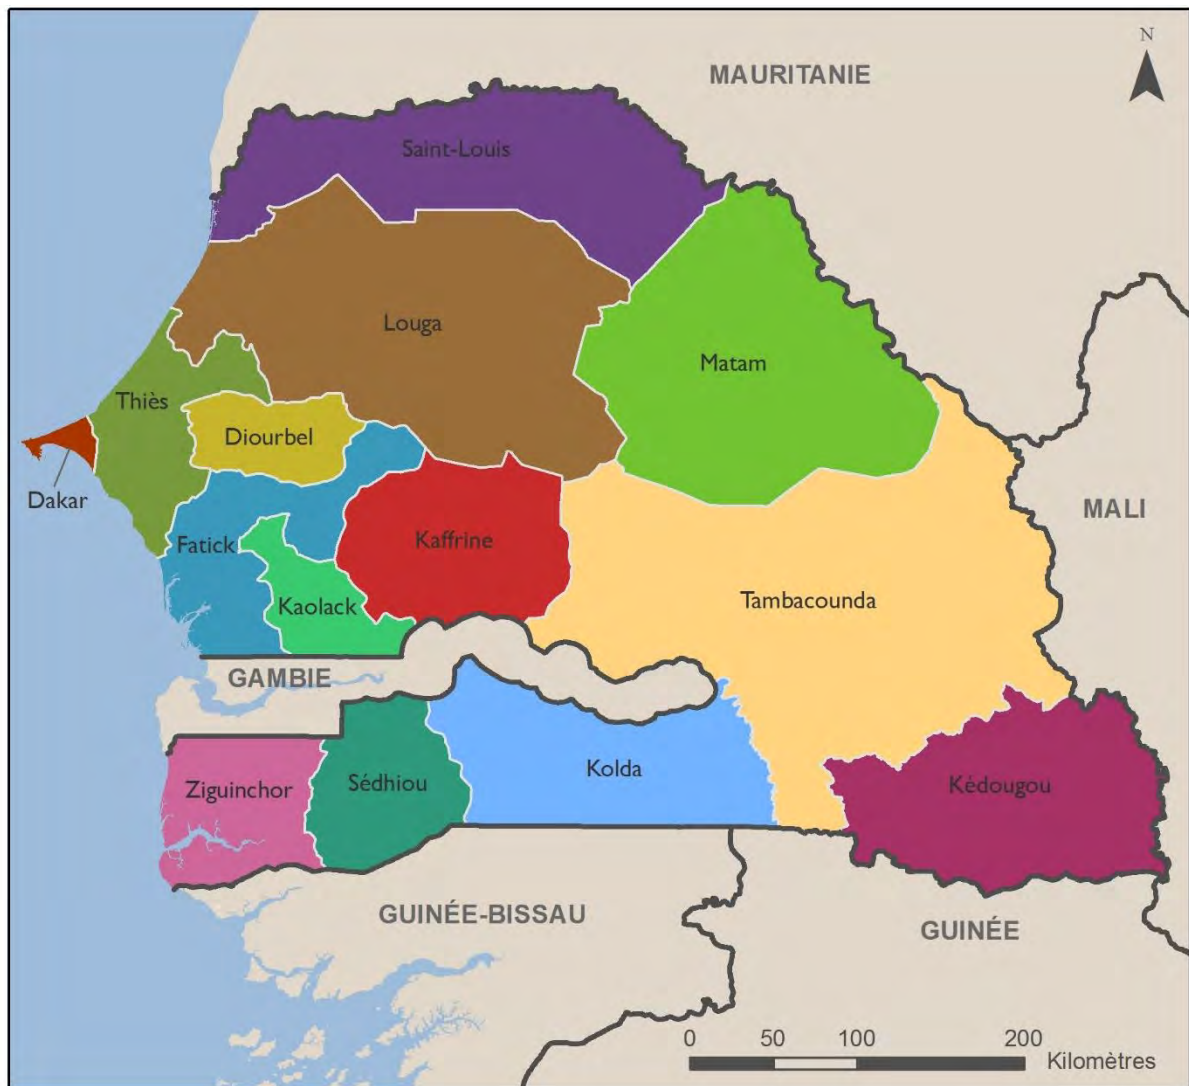 N
MAURITANIE
Saint-Louis
Louga
Matam
Thiès
Diourbel
Dakar
MALI
Fatick
Kaffrine
Kaolack
Tambacounda
GAMBIE
Kolda
Sédhiou
Ziguinchor
Kédougou
GUINÉE-BISSAU
GUINÉE
0 50 100 200
Kilomètres